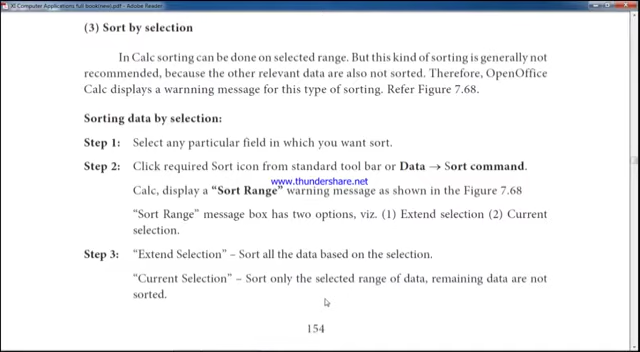 XI Computer Applications full book(new).pdf - Adobe Reader
(3) Sort by selection
In Calc sorting can be done on selected range. But this kind of sorting is generally not
recommended, because the other relevant data are also not sorted. Therefore, OpenOffice
Calc displays a warnning message for this type of sorting. Refer Figure 7.68.
Sorting data by selection:
Step 1: Select any particular field in which you want sort.
Step 2: Click required Sort icon from standard tool bar or Data → Sort command.
www.thundershare.net
Calc, display a “Sort Range” warning message as shown in the Figure 7.68
“Sort Range” message box has two options, viz. (1) Extend selection (2) Current
selection.
Step 3: “Extend Selection” – Sort all the data based on the selection.
“Current Selection” – Sort only the selected range of data, remaining data are not
sorted.
154